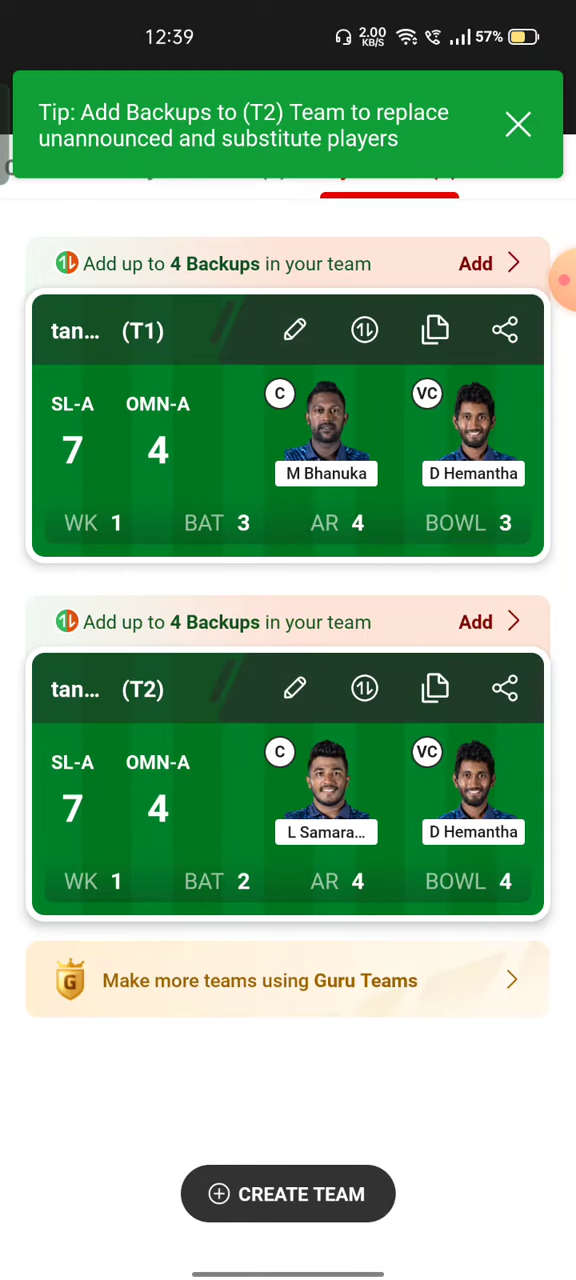 12:39
2.00
KB/S
57%
Tip: Add Backups to (T2) Team to replace
unannounced and substitute players
Add up to 4 Backups in your team
Add
tan... (T1)
C
VC
SL-A OMN-A
7 4
M Bhanuka
D Hemantha
WK 1 BAT 3 AR 4 BOWL 3
Add up to 4 Backups in your team
Add
tan... (T2)
C
VC
SL-A OMN-A
7 4
L Samara...
D Hemantha
WK 1 BAT 2 AR 4 BOWL 4
G
Make more teams using Guru Teams
CREATE TEAM